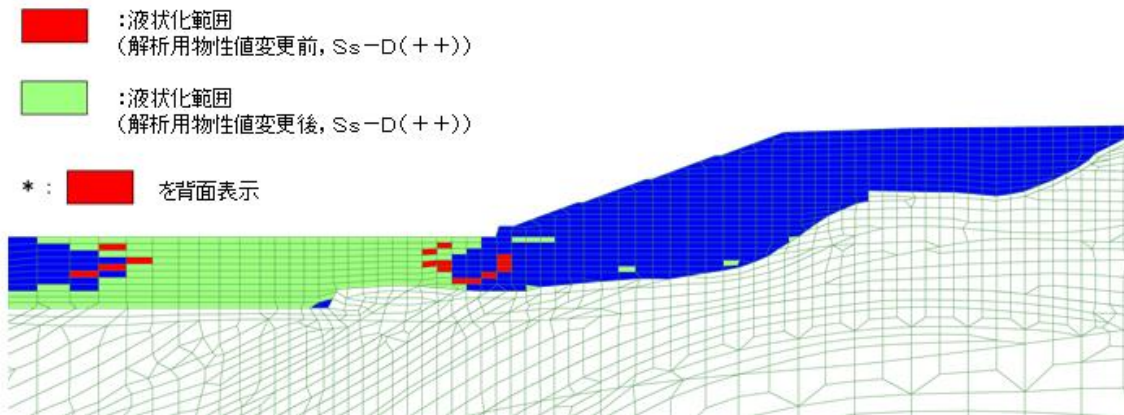 :液状化範囲
(解析用物性値変更前,Ss-D(++))
:液状化範囲
(解析用物性値変更後,Ss-D(++))
*: を背面表示